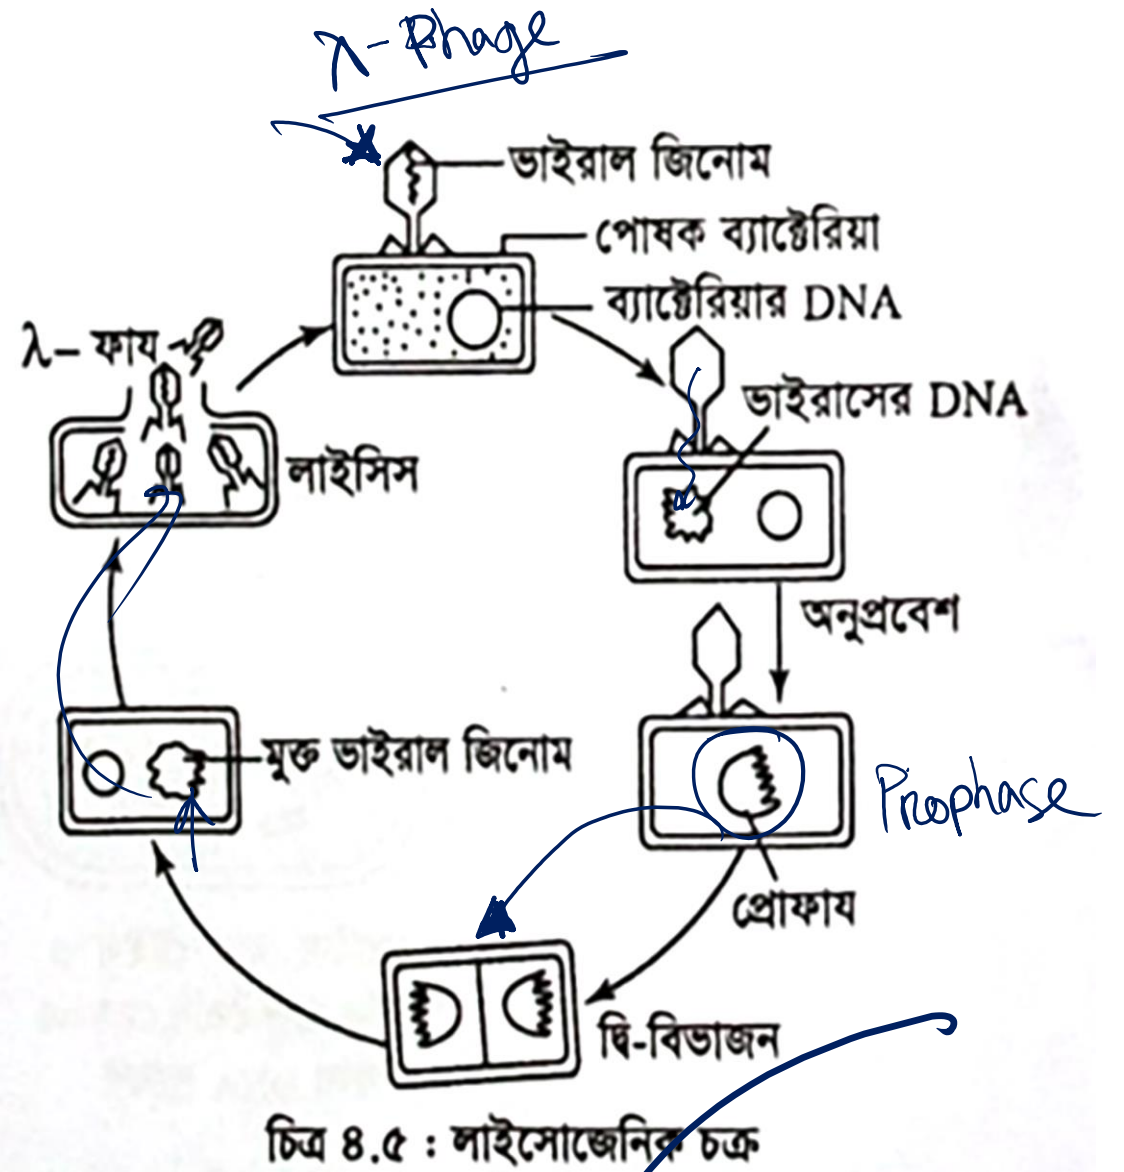 λ-Phage
ভাইরাল জিনোম
পোষক ব্যাক্টেরিয়া
ব্যাক্টেরিয়ার DNA
λ– ফায
ভাইরাসের DNA
লাইসিস
অনুপ্রবেশ
মুক্ত ভাইরাল জিনোম
Prophase
প্রোফায
দ্বি-বিভাজন
চিত্র ৪.৫ : লাইসোজেনিক চক্র